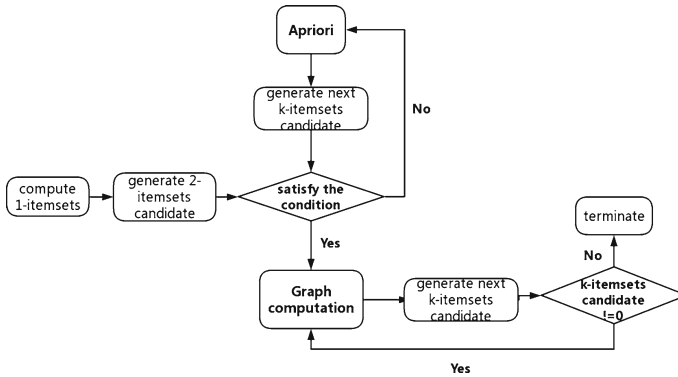 Apriori
generate next
k-itemsets
candidate
No
compute
1-itemsets
generate 2-
itemsets
candidate
satisfy the
condition
Yes
terminate
No
Graph
computation
generate next
k-itemsets
candidate
k-itemsets
candidate
!=0
Yes